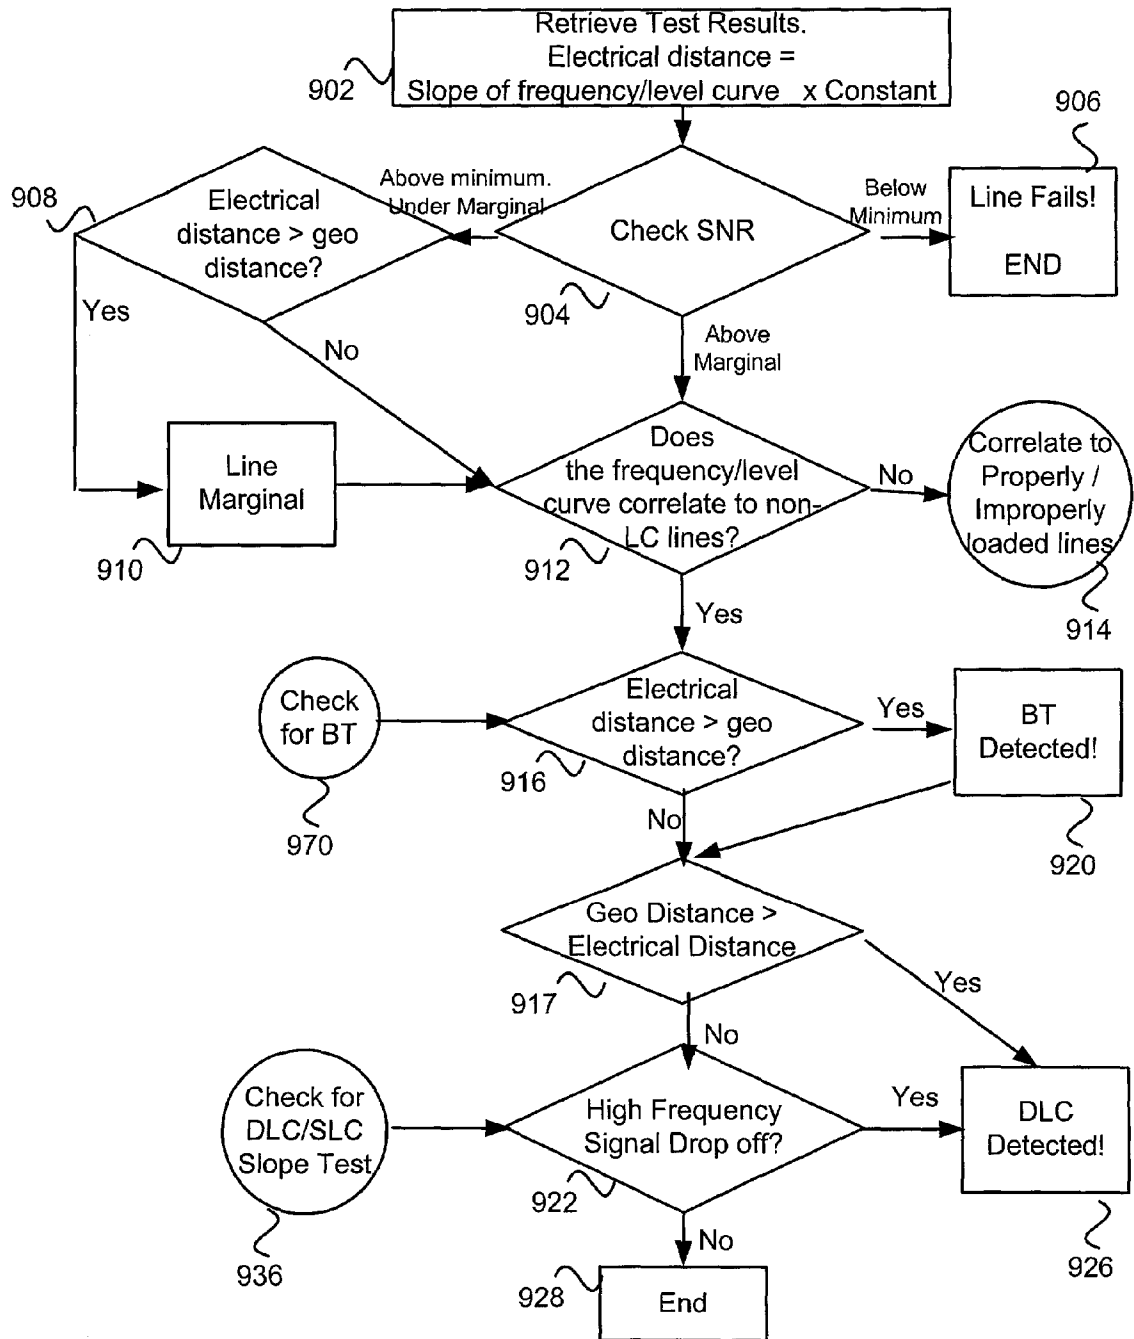 Retrieve Test Results.
Electrical distance =
Slope of frequency/level curve x Constant
902
906
908
Electrical
distance > geo
distance?
Above minimum.
Under Marginal
Check SNR
Below
Minimum
Line Fails!
END
904
Yes
No
Above
Marginal
Line
Marginal
910
Does
the frequency/level
curve correlate to non-
LC lines?
912
No
Correlate to
Properly /
Improperly
loaded lines
914
Yes
Check
for BT
970
Electrical
distance > geo
distance?
916
Yes
BT
Detected!
920
No
Geo Distance >
Electrical Distance
917
Yes
No
Check for
DLC/SLC
Slope Test
936
High Frequency
Signal Drop off?
922
Yes
DLC
Detected!
926
No
928
End